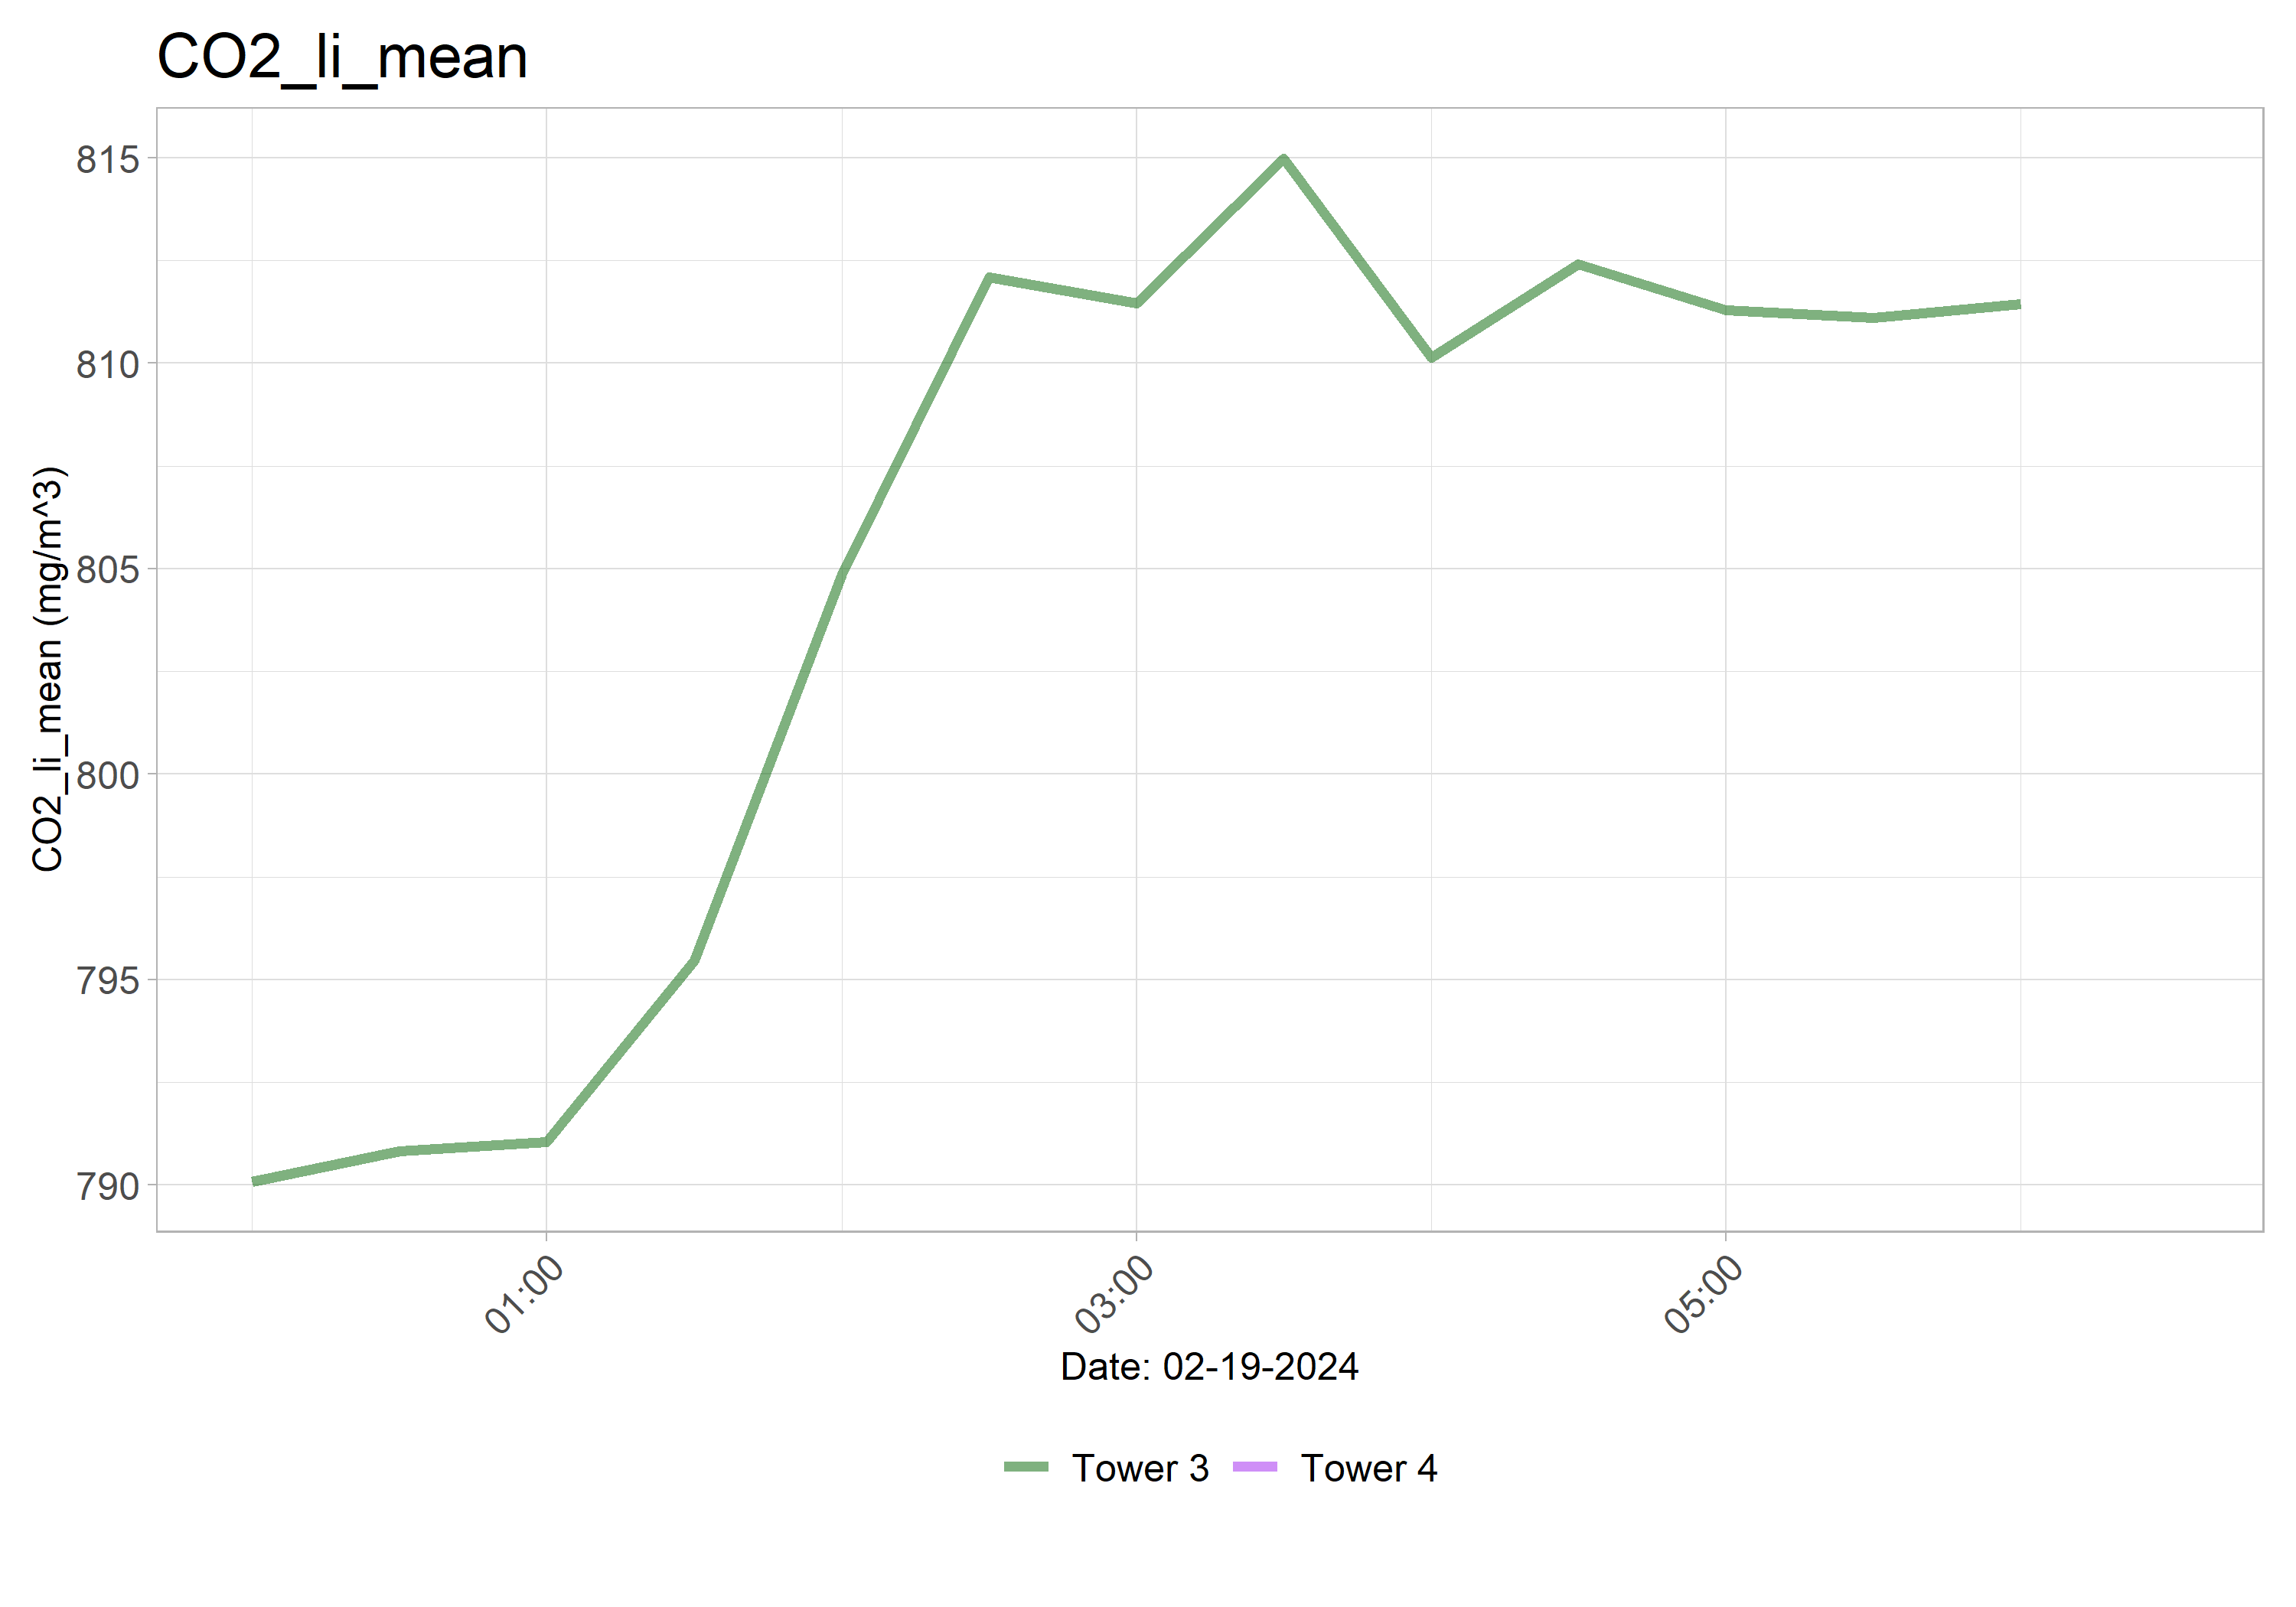 CO2_li_mean
CO2_li_mean (mg/m^3)
815
810
805
800
795
790
01:00
03:00
05:00
Date: 02-19-2024
Tower 3
Tower 4